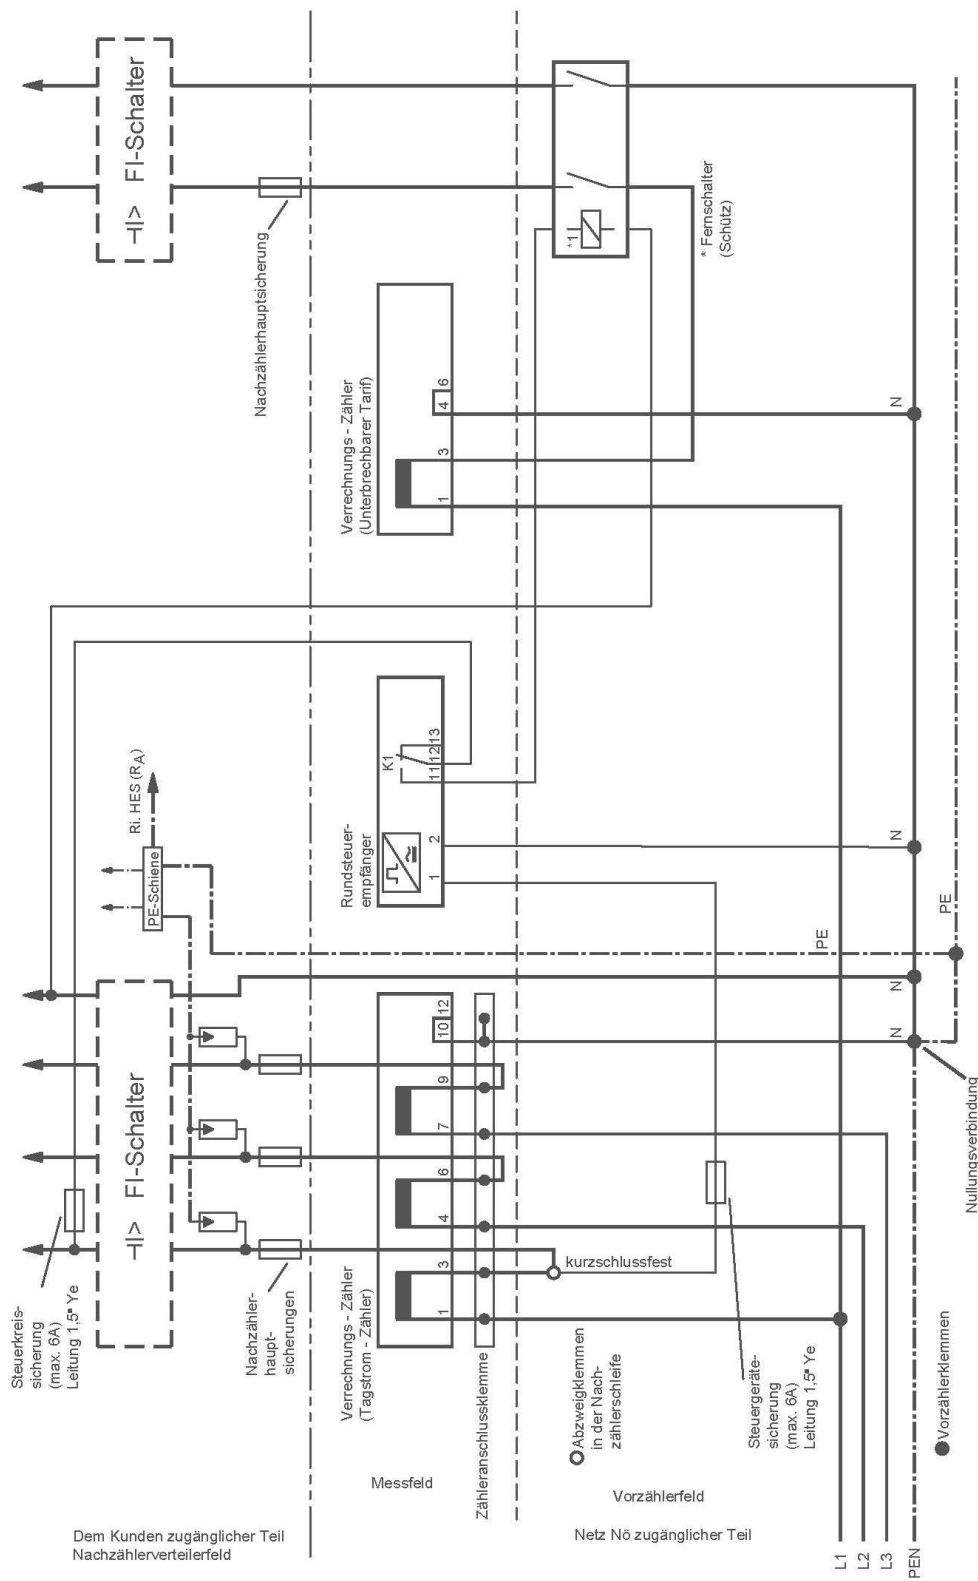 Steuerkreis-
sicherung
(max. 6A)
Leitung 1,5" Ye
⊣|> FI-Schalter
Nachzähler-
haupt-
sicherungen
PE-Schiene
Ri. HES (RA)
⊣|> FI-Schalter
Nachzählerhauptsicherung
Dem Kunden zugänglicher Teil
Nachzählerverteilerfeld
Verrechnungs - Zähler
(Tagstrom - Zähler)
1 3 4 6 7 9 10 12
Zähleranschlussklemme
Messfeld
Rundsteuer-
empfänger
K1
1 2 11 12 13
Verrechnungs - Zähler
(Unterbrechbarer Tarif)
1 3 4 6
*1
* Fernschalter
(Schütz)
kurzschlussfest
Abzweigklemmen
in der Nach-
zählerschleife
Steuergeräte-
sicherung
(max. 6A)
Leitung 1,5" Ye
Vorzählerfeld
Netz Nö zugänglicher Teil
L1
L2
L3
PEN
PE
N
N
N
N
PE
Nullungsverbindung
Vorzählerklemmen